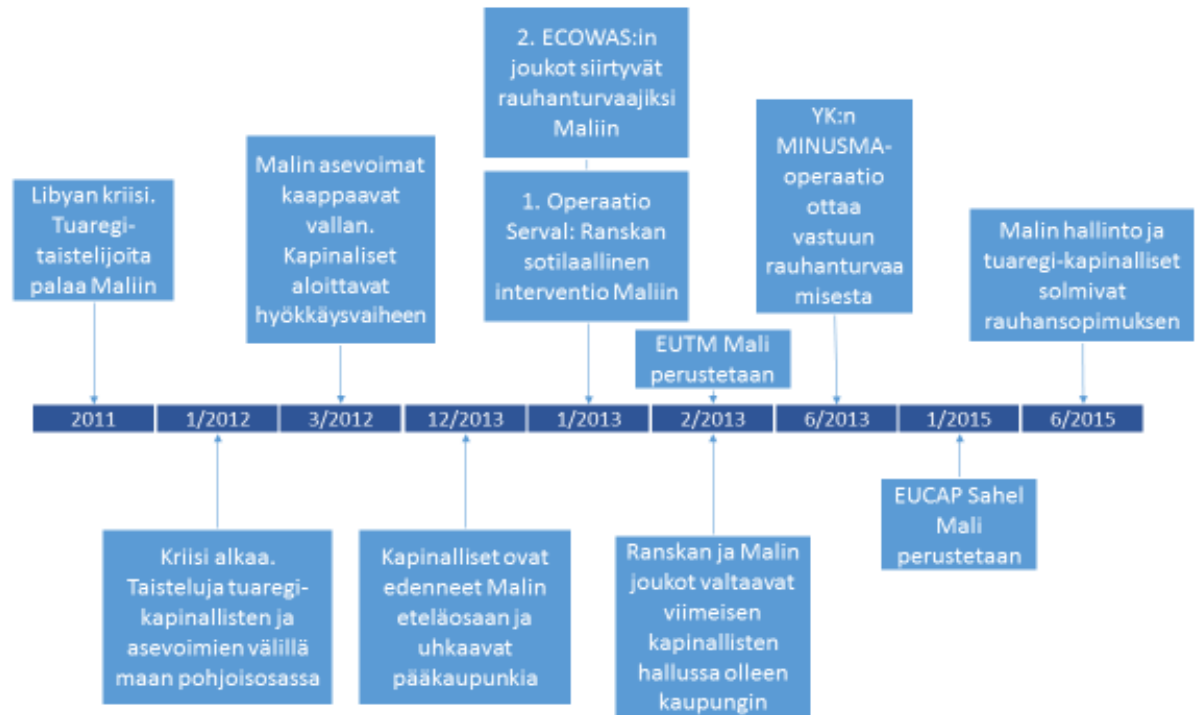 2. ECOWAS:in
joukot siirtyvät
rauhanturvaajiksi
Maliin
Libyan kriisi.
Tuaregi-
taistelijoita
palaa Maliin
Malin asevoimat
kaappaavat
vallan.
Kapinaliset
aloittavat
hyökkäysvaiheen
1. Operaatio
Serval: Ranskan
sotilaallinen
interventio Maliin
EUTM Mali
perustetaan
YK:n
MINUSMA-
operaatio
ottaa
vastuun
rauhanturvaa
misesta
Malin hallinto ja
tuaregi-kapinalliset
solmivat
rauhansopimuksen
2011 1/2012 3/2012 12/2013 1/2013 2/2013 6/2013 1/2015 6/2015
Kriisi alkaa.
Taisteluja tuaregi-
kapinallisten ja
asevoimien välillä
maan pohjoisosassa
Kapinalliset ovat
edenneet Malin
eteläosaan ja
uhkaavat
pääkaupunkia
Ranskan ja Malin
joukot valtaavat
viimeisen
kapinallisten
hallussa olleen
kaupungin
EUCAP Sahel
Mali
perustetaan